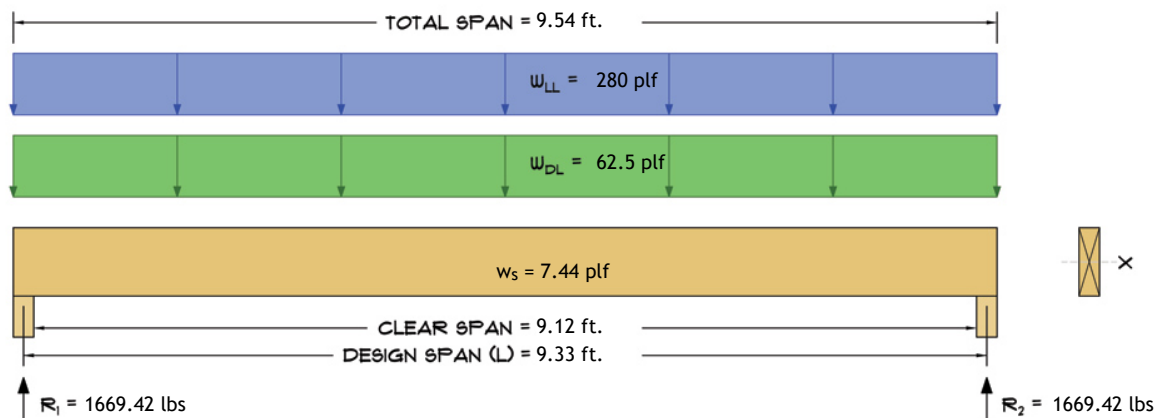 TOTAL SPAN = 9.54 ft.
WLL = 280 plf
WDL = 62.5 plf
ws = 7.44 plf
X
CLEAR SPAN = 9.12 ft.
DESIGN SPAN (L) = 9.33 ft.
R1 = 1669.42 lbs
R2 = 1669.42 lbs